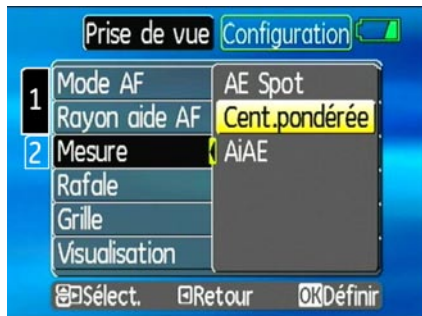 Prise de vue Configuration
1
2
Mode AF AE Spot
Rayon aide AF Cent.pondérée
Mesure AiAE
Rafale
Grille
Visualisation
Sélect. Retour OK Définir